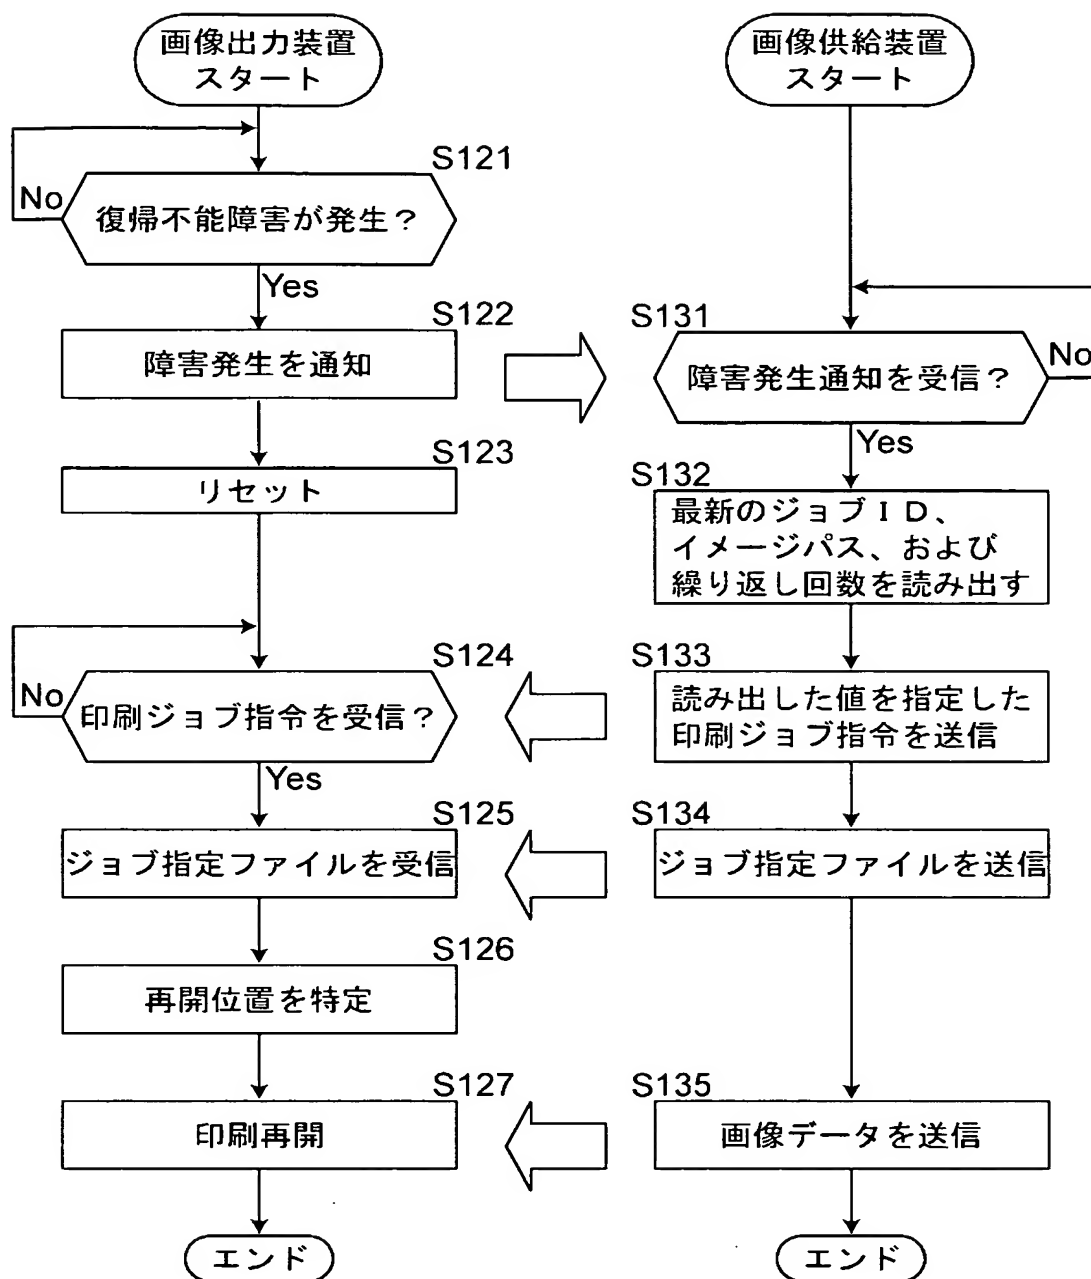 画像出力装置
スタート
S121
No
復帰不能障害が発生？
Yes
S122
障害発生を通知
S123
リセット
S124
No
印刷ジョブ指令を受信？
Yes
S125
ジョブ指定ファイルを受信
S126
再開位置を特定
S127
印刷再開
エンド
画像供給装置
スタート
S131
No
障害発生通知を受信？
Yes
S132
最新のジョブＩＤ、
イメージパス、および
繰り返し回数を読み出す
S133
読み出した値を指定した
印刷ジョブ指令を送信
S134
ジョブ指定ファイルを送信
S135
画像データを送信
エンド